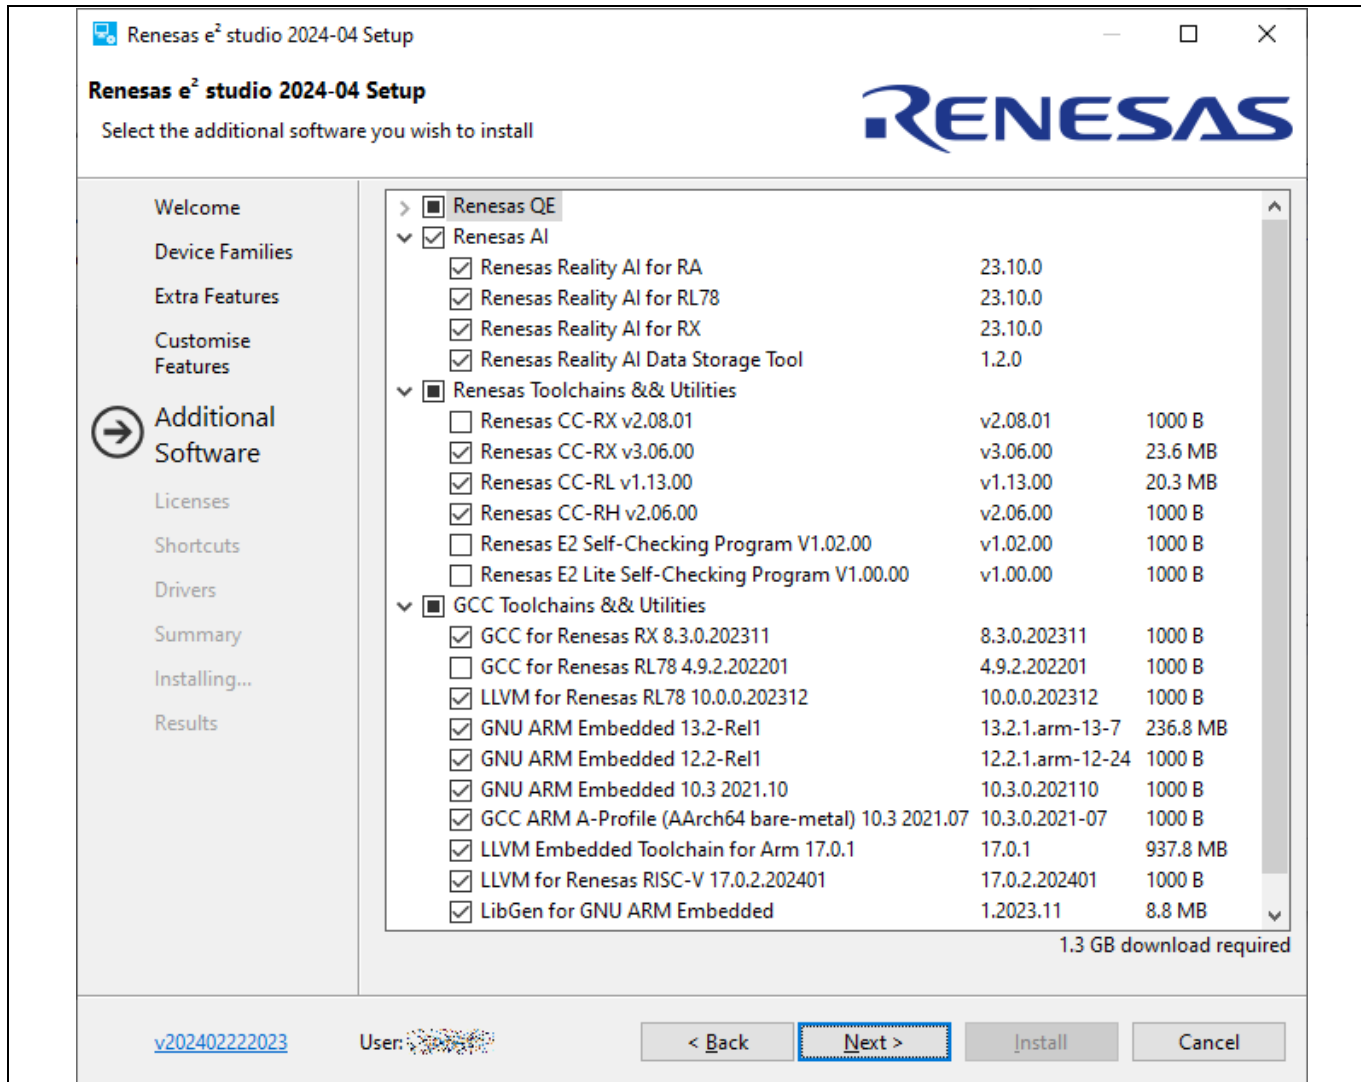 Renesas e² studio 2024-04 Setup
Renesas e² studio 2024-04 Setup
Select the additional software you wish to install
RENESAS
Welcome
Device Families
Extra Features
Customise
Features
Additional
Software
Licenses
Shortcuts
Drivers
Summary
Installing...
Results
Renesas QE
Renesas AI
Renesas Reality AI for RA 23.10.0
Renesas Reality AI for RL78 23.10.0
Renesas Reality AI for RX 23.10.0
Renesas Reality AI Data Storage Tool 1.2.0
Renesas Toolchains && Utilities
Renesas CC-RX v2.08.01 v2.08.01 1000 B
Renesas CC-RX v3.06.00 v3.06.00 23.6 MB
Renesas CC-RL v1.13.00 v1.13.00 20.3 MB
Renesas CC-RH v2.06.00 v2.06.00 1000 B
Renesas E2 Self-Checking Program V1.02.00 v1.02.00 1000 B
Renesas E2 Lite Self-Checking Program V1.00.00 v1.00.00 1000 B
GCC Toolchains && Utilities
GCC for Renesas RX 8.3.0.202311 8.3.0.202311 1000 B
GCC for Renesas RL78 4.9.2.202201 4.9.2.202201 1000 B
LLVM for Renesas RL78 10.0.0.202312 10.0.0.202312 1000 B
GNU ARM Embedded 13.2-Rel1 13.2.1.arm-13-7 236.8 MB
GNU ARM Embedded 12.2-Rel1 12.2.1.arm-12-24 1000 B
GNU ARM Embedded 10.3 2021.10 10.3.0.202110 1000 B
GCC ARM A-Profile (AArch64 bare-metal) 10.3 2021.07 10.3.0.2021-07 1000 B
LLVM Embedded Toolchain for Arm 17.0.1 17.0.1 937.8 MB
LLVM for Renesas RISC-V 17.0.2.202401 17.0.2.202401 1000 B
LibGen for GNU ARM Embedded 1.2023.11 8.8 MB
1.3 GB download required
v202402222023 User: < Back Next > Install Cancel